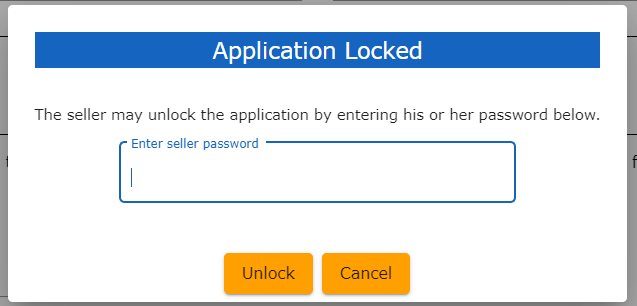 Application Locked
The seller may unlock the application by entering his or her password below.
Enter seller password
Unlock
Cancel